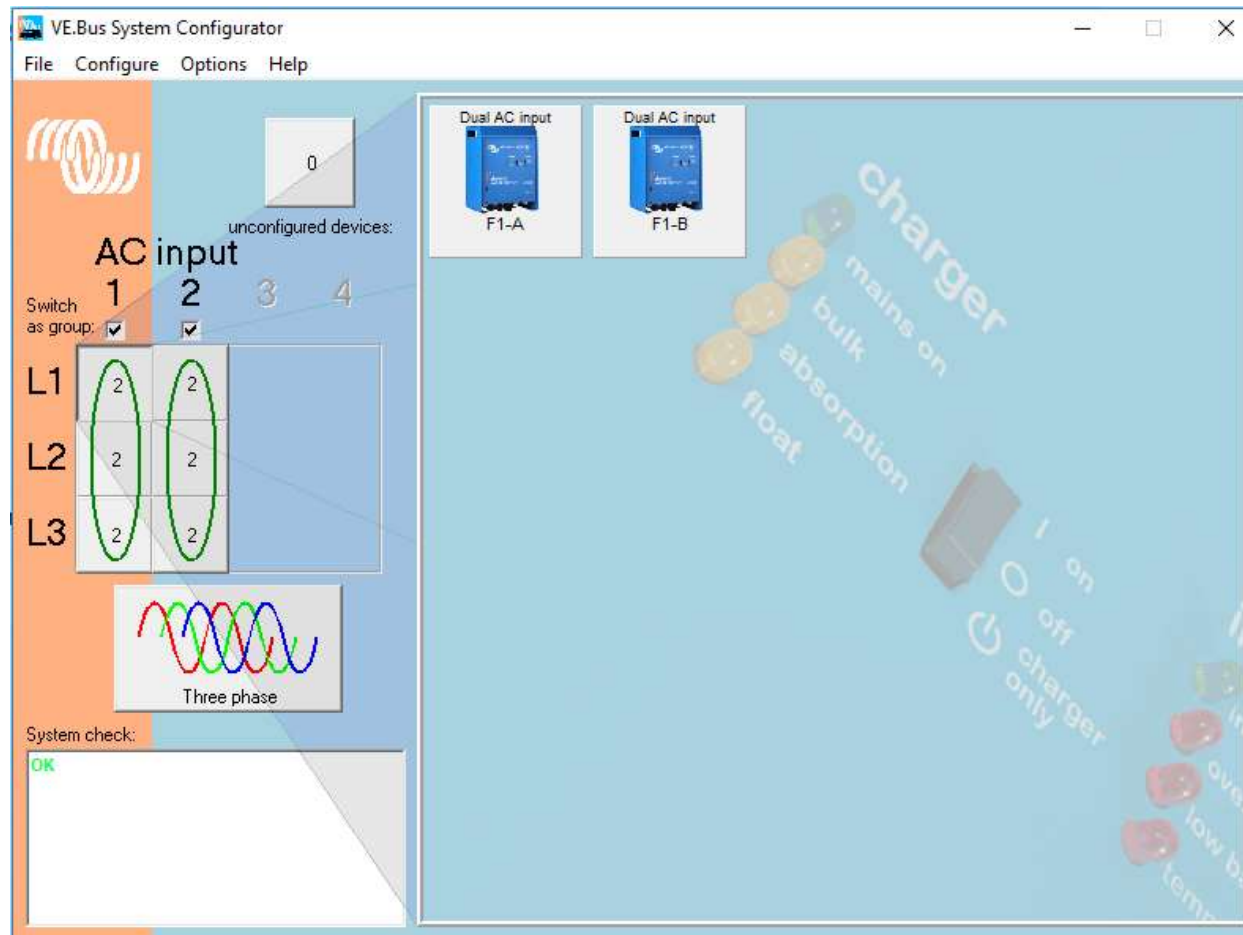 VE.Bus System Configurator
File Configure Options Help
0
unconfigured devices:
AC input
1 2 3 4
Switch
as group:
L1 2 2
L2 2 2
L3 2 2
Three phase
System check:
OK
Dual AC input
F1-A
Dual AC input
F1-B
charger
mains on
bulk
absorption
float
on
off
charger
only